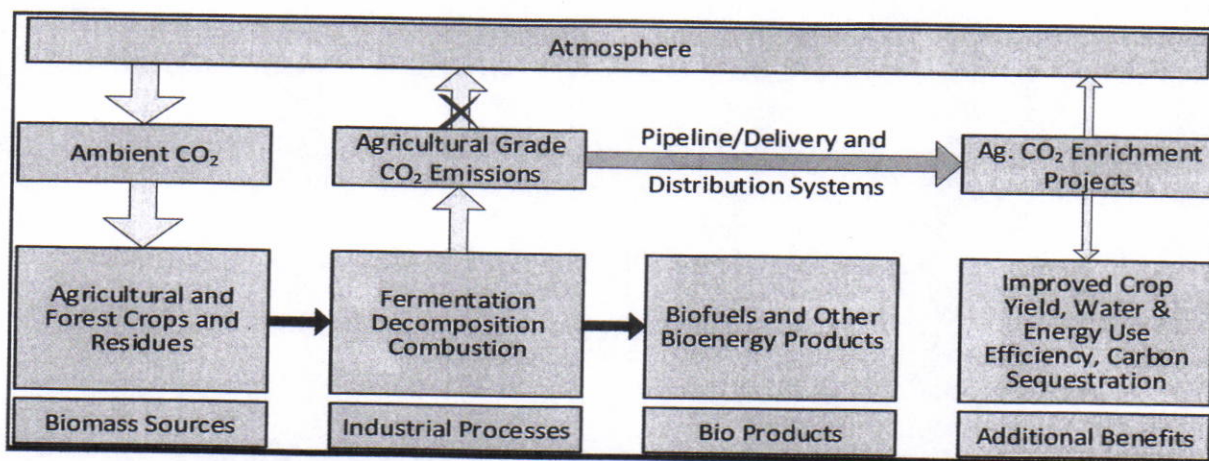 Atmosphere
Ambient CO₂
Agricultural Grade
CO₂ Emissions
Pipeline/Delivery and
Distribution Systems
Ag. CO₂ Enrichment
Projects
Agricultural and
Forest Crops and
Residues
Fermentation
Decomposition
Combustion
Biofuels and Other
Bioenergy Products
Improved Crop
Yield, Water &
Energy Use
Efficiency, Carbon
Sequestration
Biomass Sources
Industrial Processes
Bio Products
Additional Benefits